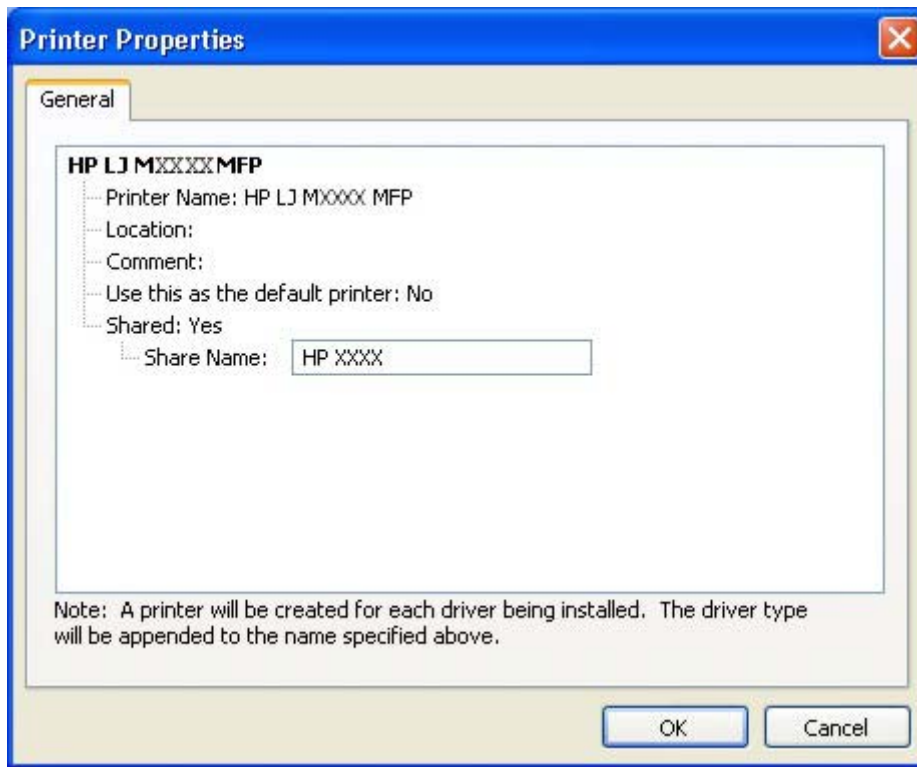 Printer Properties
General
HP LJ MXXXX MFP
Printer Name: HP LJ MXXXX MFP
Location:
Comment:
Use this as the default printer: No
Shared: Yes
Share Name: HP XXXX
Note: A printer will be created for each driver being installed. The driver type
will be appended to the name specified above.
OK Cancel